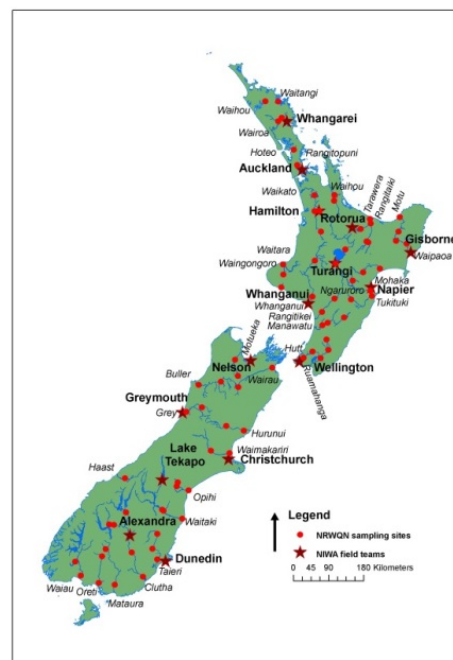 Waitangi
Waihou
Whangarei
Wairoa
Hoteo
Rangitopuni
Auckland
Waikato
Waihou
Tarawera
Rangitaiki
Motu
Hamilton
Rotorua
Gisborne
Waitara
Waipaoa
Waingongoro
Turangi
Mohaka
Ngaruroro
Napier
Whanganui
Whanganui
Tukituki
Rangitikei
Manawatu
Motueka
Hutt
Nelson
Wellington
Buller
Wairau
Ruamahanga
Greymouth
Grey
Hurunui
Lake
Tekapo
Waimakariri
Christchurch
Haast
Opihi
Alexandra
Waitaki
Legend
NRWQN sampling sites
Dunedin
NIWA field teams
Taieri
Waiau
Oreti
Clutha
0 45 90 180 Kilometers
Mataura